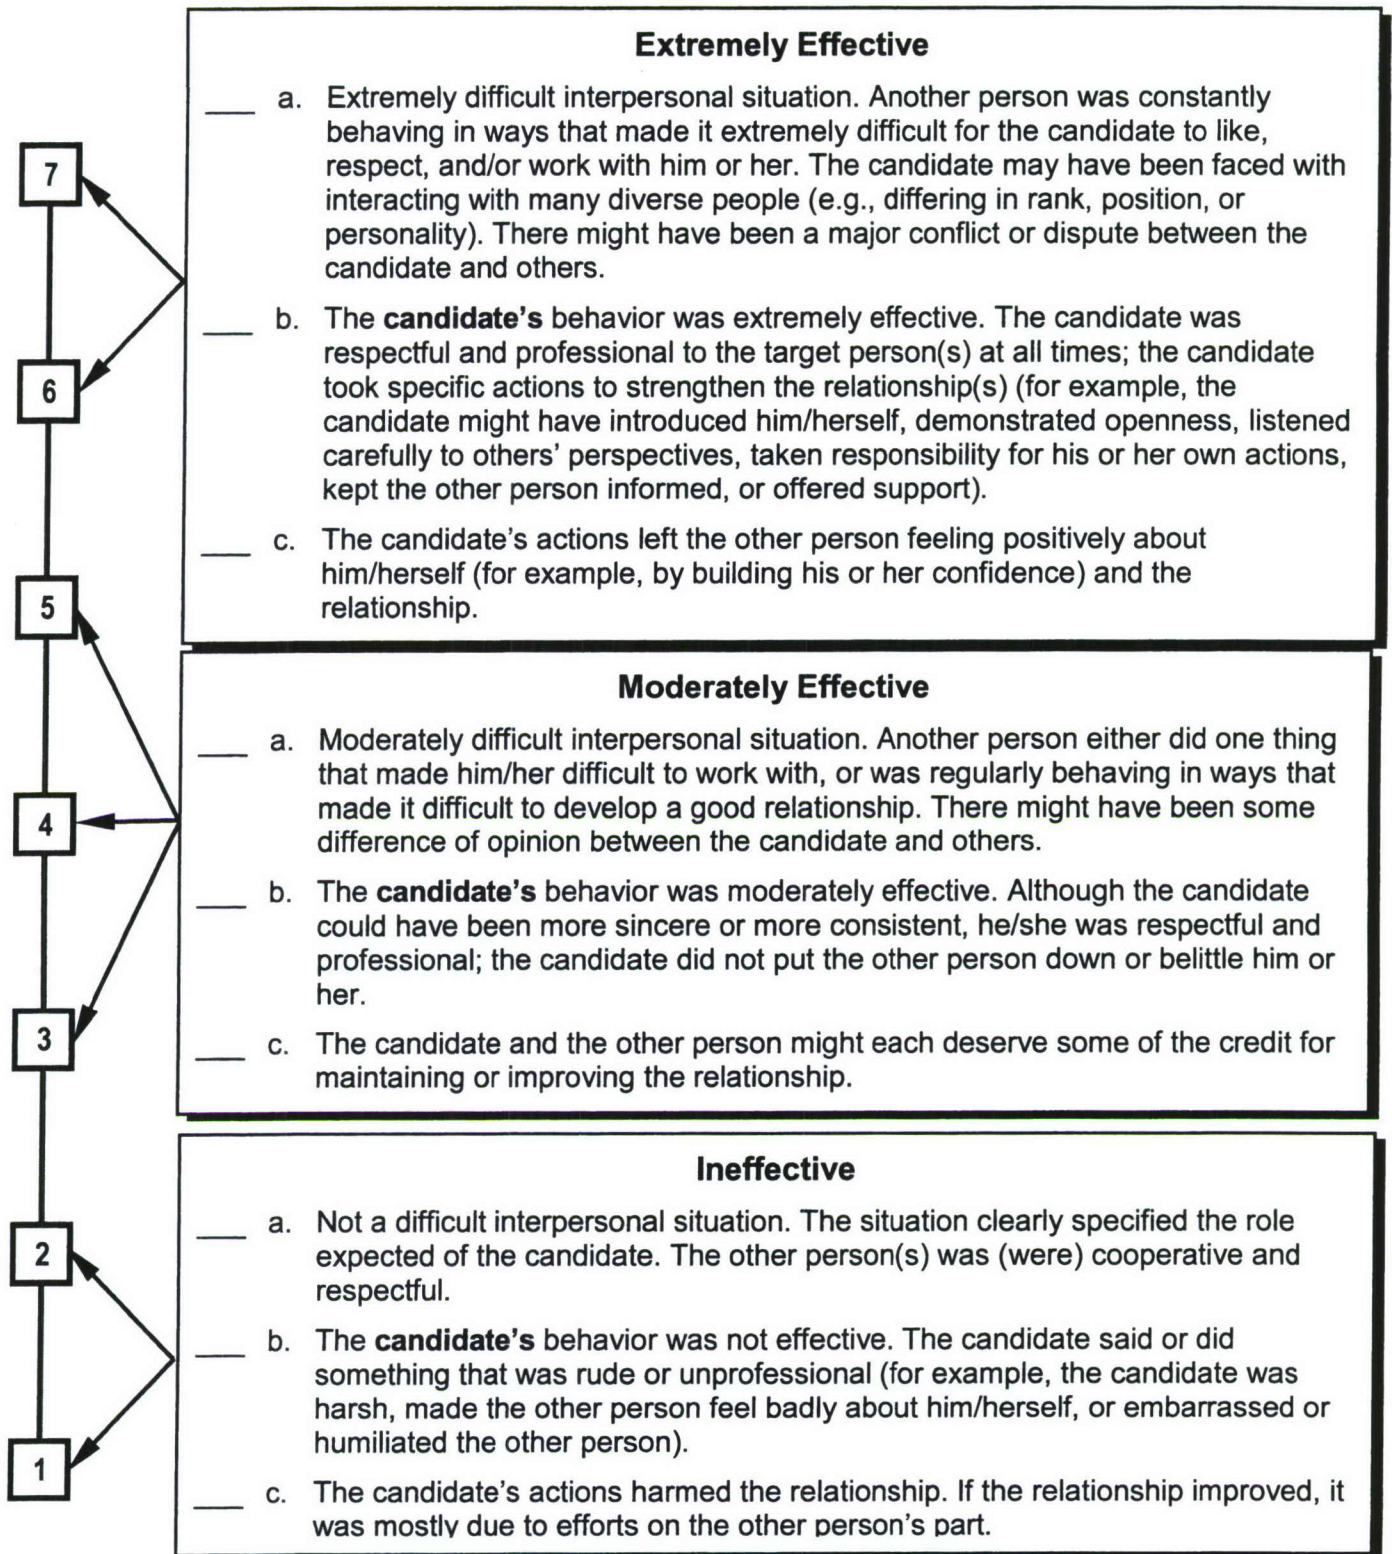 Extremely Effective
___ a. Extremely difficult interpersonal situation. Another person was constantly
behaving in ways that made it extremely difficult for the candidate to like,
respect, and/or work with him or her. The candidate may have been faced with
interacting with many diverse people (e.g., differing in rank, position, or
personality). There might have been a major conflict or dispute between the
candidate and others.
___ b. The candidate's behavior was extremely effective. The candidate was
respectful and professional to the target person(s) at all times; the candidate
took specific actions to strengthen the relationship(s) (for example, the
candidate might have introduced him/herself, demonstrated openness, listened
carefully to others' perspectives, taken responsibility for his or her own actions,
kept the other person informed, or offered support).
___ c. The candidate's actions left the other person feeling positively about
him/herself (for example, by building his or her confidence) and the
relationship.
7
6
5
Moderately Effective
___ a. Moderately difficult interpersonal situation. Another person either did one thing
that made him/her difficult to work with, or was regularly behaving in ways that
made it difficult to develop a good relationship. There might have been some
difference of opinion between the candidate and others.
___ b. The candidate's behavior was moderately effective. Although the candidate
could have been more sincere or more consistent, he/she was respectful and
professional; the candidate did not put the other person down or belittle him or
her.
___ c. The candidate and the other person might each deserve some of the credit for
maintaining or improving the relationship.
4
3
Ineffective
___ a. Not a difficult interpersonal situation. The situation clearly specified the role
expected of the candidate. The other person(s) was (were) cooperative and
respectful.
___ b. The candidate's behavior was not effective. The candidate said or did
something that was rude or unprofessional (for example, the candidate was
harsh, made the other person feel badly about him/herself, or embarrassed or
humiliated the other person).
___ c. The candidate's actions harmed the relationship. If the relationship improved, it
was mostly due to efforts on the other person's part.
2
1